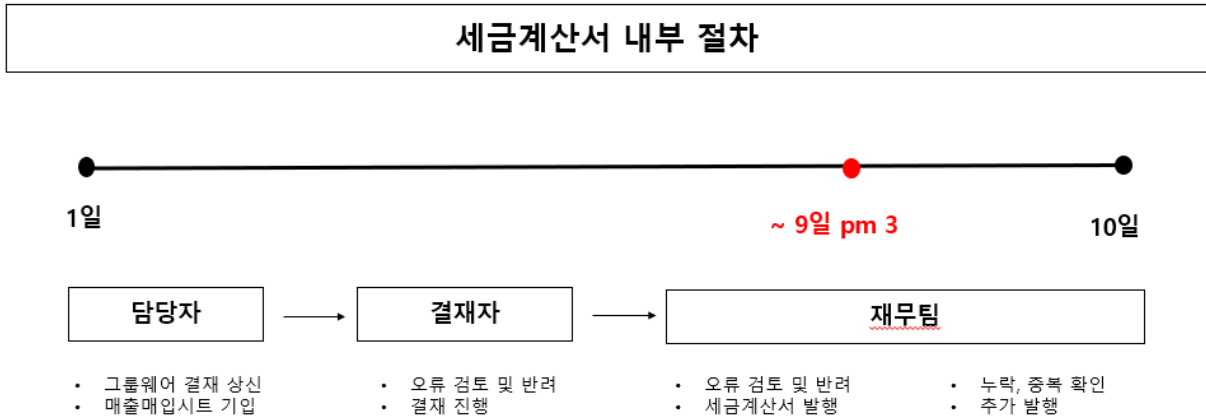 세금계산서 내부 절차
1일
~ 9일 pm 3
10일
담당자
결재자
재무팀
• 그룹웨어 결재 상신
• 매출매입시트 기입
• 오류 검토 및 반려
• 결재 진행
• 오류 검토 및 반려
• 세금계산서 발행
• 누락, 중복 확인
• 추가 발행